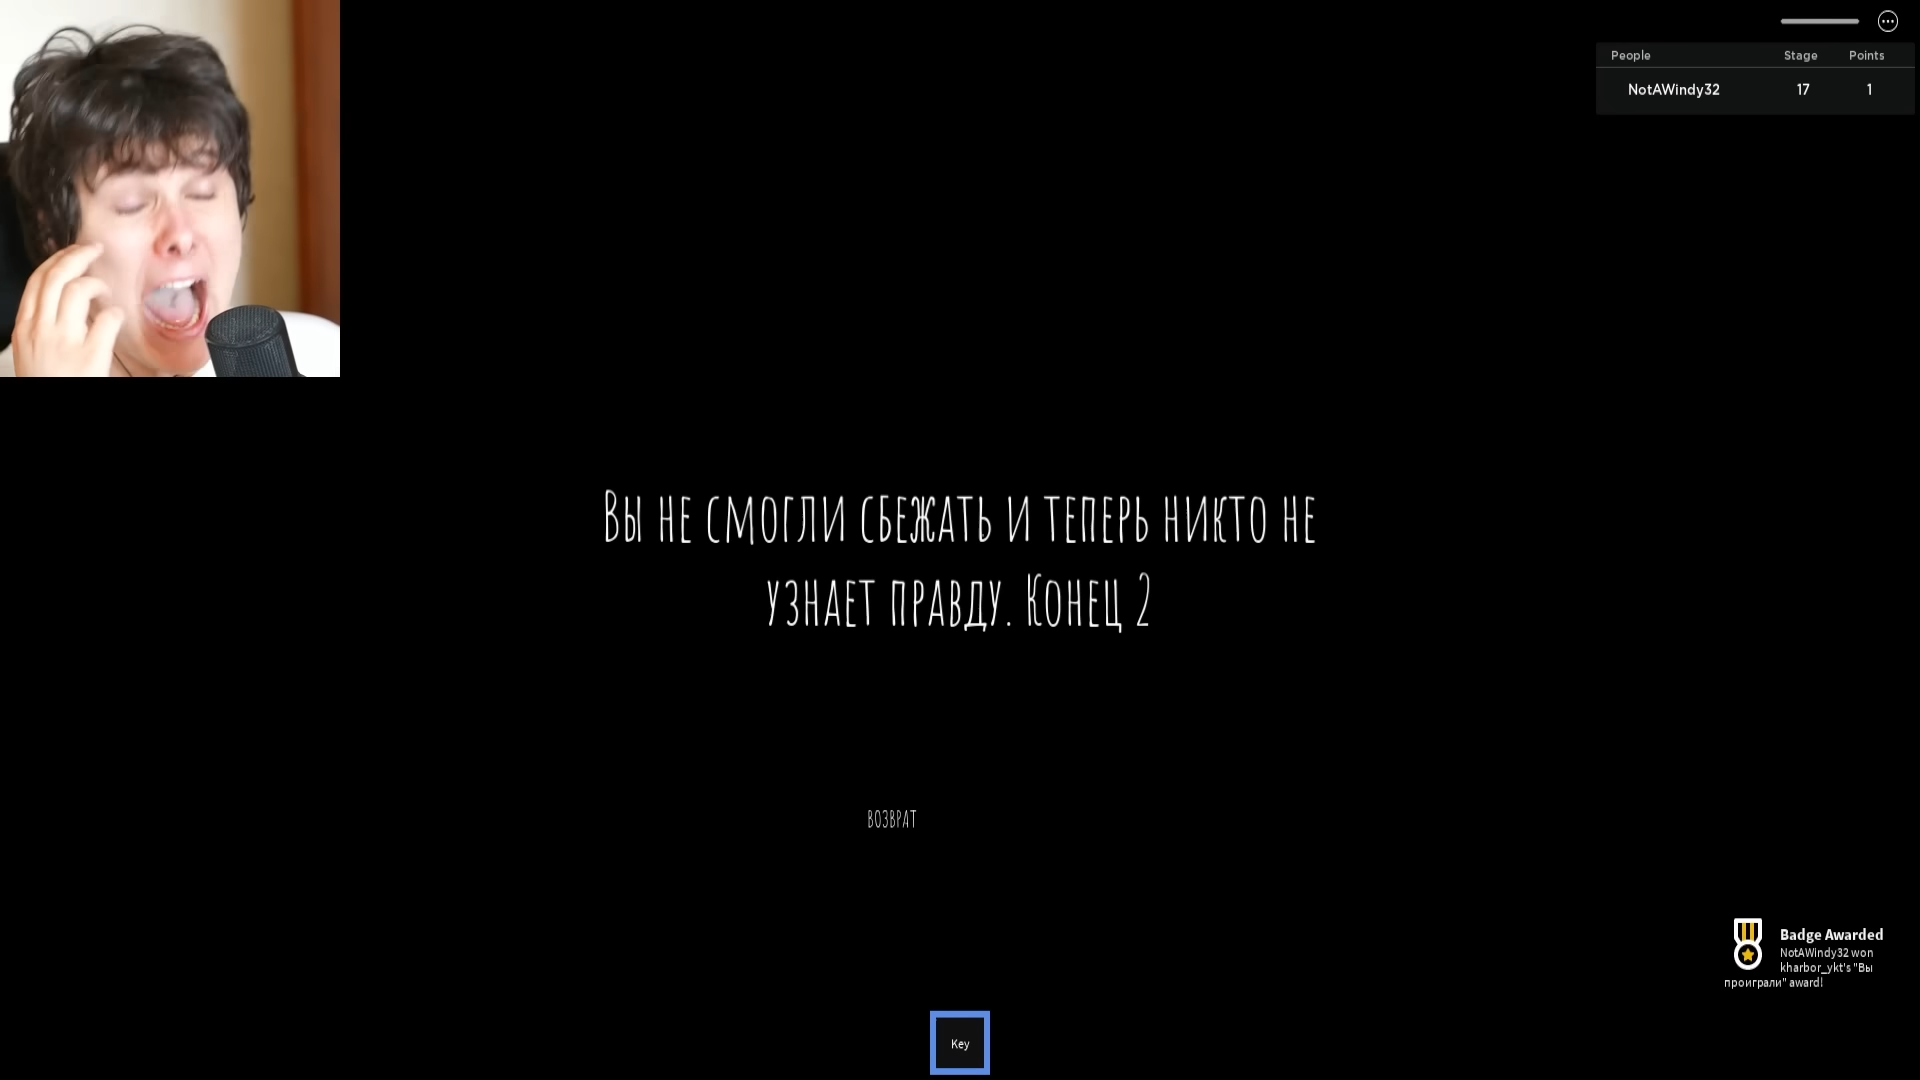 People Stage Points
NotAWindy32 17 1
Вы не смогли сбежать и теперь никто не
узнает правду. Конец 2
возврат
Badge Awarded
NotAWindy32 won
kharbor_ykt's "Вы
проиграли" award!
Key